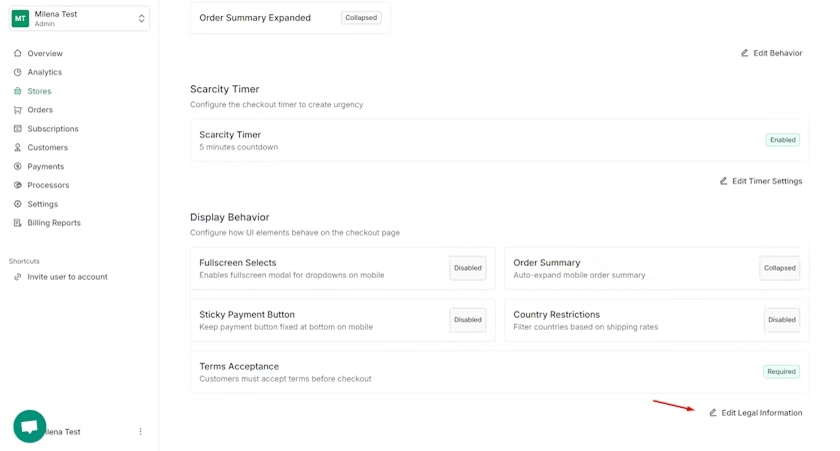 MT
Milena Test
Admin
Overview
Analytics
Stores
Orders
Subscriptions
Customers
Payments
Processors
Settings
Billing Reports
Shortcuts
Invite user to account
ilena Test
Order Summary Expanded
Collapsed
Edit Behavior
Scarcity Timer
Configure the checkout timer to create urgency
Scarcity Timer
5 minutes countdown
Enabled
Edit Timer Settings
Display Behavior
Configure how UI elements behave on the checkout page
Fullscreen Selects
Enables fullscreen modal for dropdowns on mobile
Disabled
Order Summary
Auto-expand mobile order summary
Collapsed
Sticky Payment Button
Keep payment button fixed at bottom on mobile
Disabled
Country Restrictions
Filter countries based on shipping rates
Disabled
Terms Acceptance
Customers must accept terms before checkout
Required
Edit Legal Information